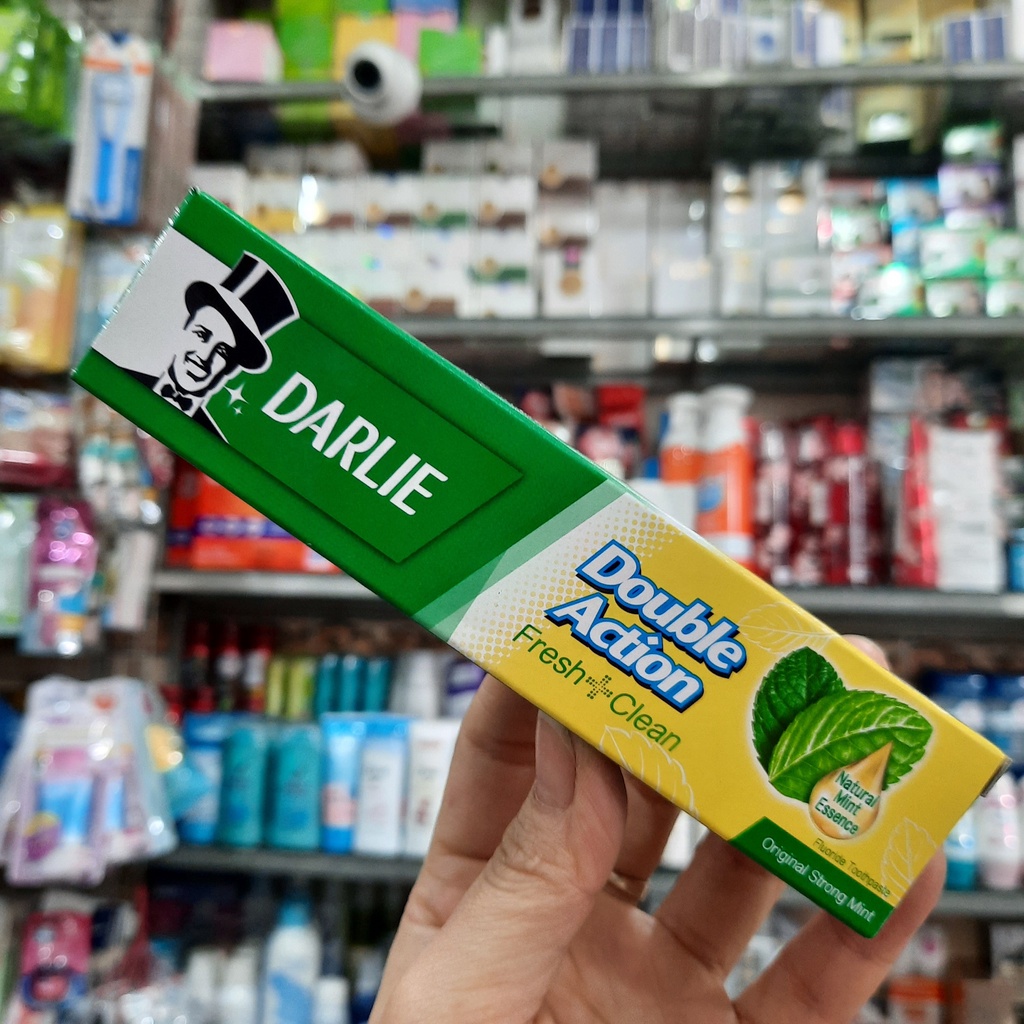 DARLIE
Double
Action
Fresh+Clean
Natural
Mint
Essence
Fluoride Toothpaste
Original Strong Mint